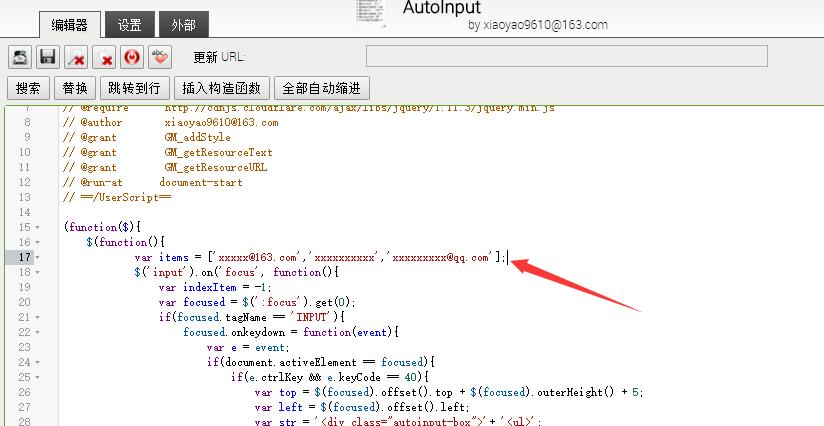 AutoInput
by xiaoyao9610@163.com
编辑器 设置 外部
更新 URL:
搜索 替换 跳转到行 插入构造函数 全部自动缩进
7 // @require http://cdnjs.cloudflare.com/ajax/libs/jquery/1.11.3/jquery.min.js
8 // @author xiaoyao9610@163.com
9 // @grant GM_addStyle
10 // @grant GM_getResourceText
11 // @grant GM_getResourceURL
12 // @run-at document-start
13 // ==/UserScript==
14
15 (function($){
16 $(function(){
17 var items = ['xxxxx@163.com','xxxxxxxxxx','xxxxxxxxx@qq.com'];
18 $('input').on('focus', function(){
19 var indexItem = -1;
20 var focused = $(':focus').get(0);
21 if(focused.tagName == 'INPUT'){
22 focused.onkeydown = function(event){
23 var e = event;
24 if(document.activeElement == focused){
25 if(e.ctrlKey && e.keyCode == 40){
26 var top = $(focused).offset().top + $(focused).outerHeight() + 5;
27 var left = $(focused).offset().left;
28 var str = '<div class="autoinput-box">'+'<ul>';